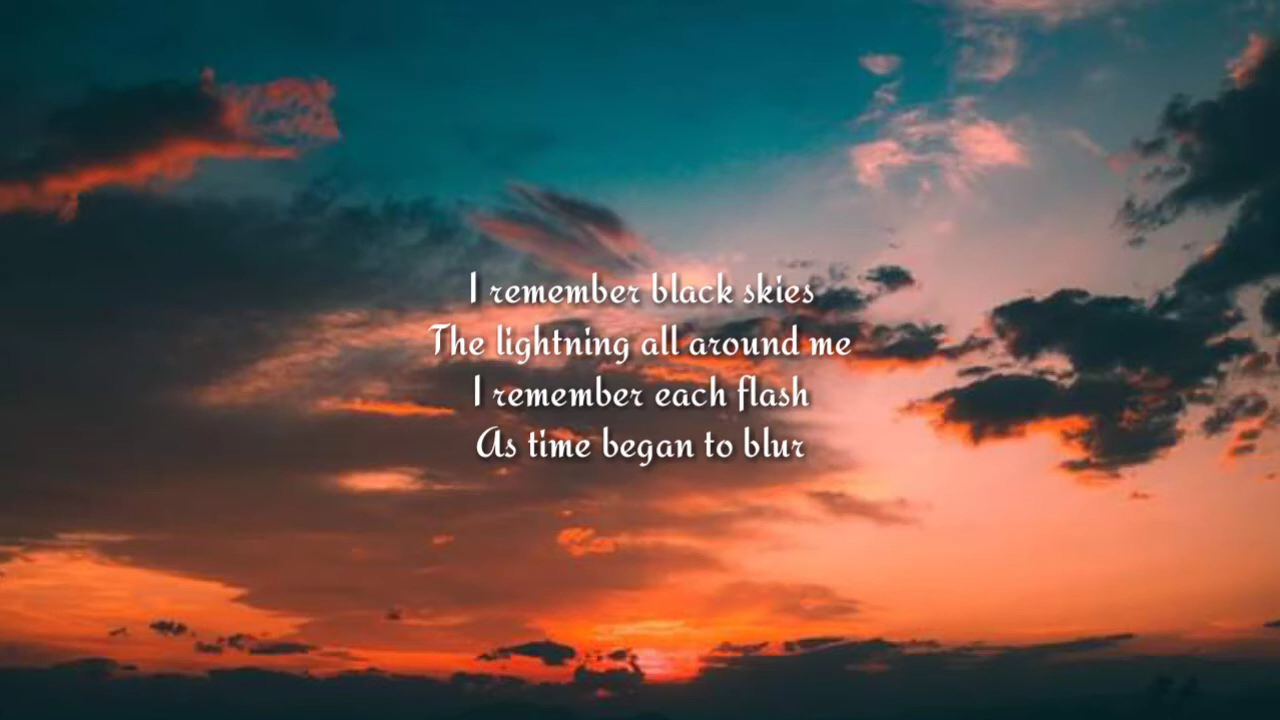 I remember black skies
The lightning all around me
I remember each flash
As time began to blur